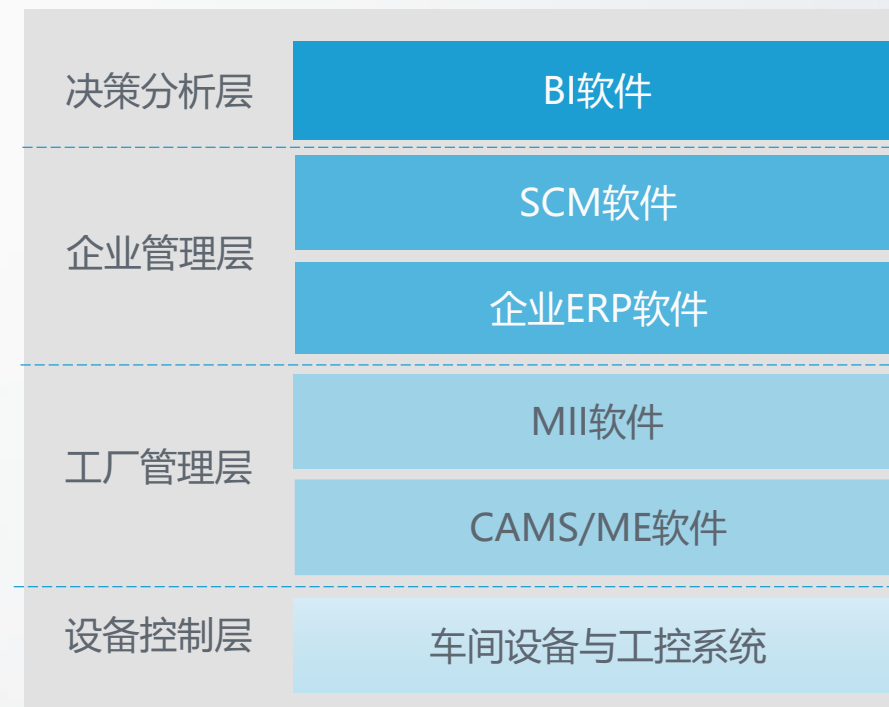 决策分析层
BI软件
企业管理层
SCM软件
企业ERP软件
工厂管理层
MII软件
CAMS/ME软件
设备控制层
车间设备与工控系统